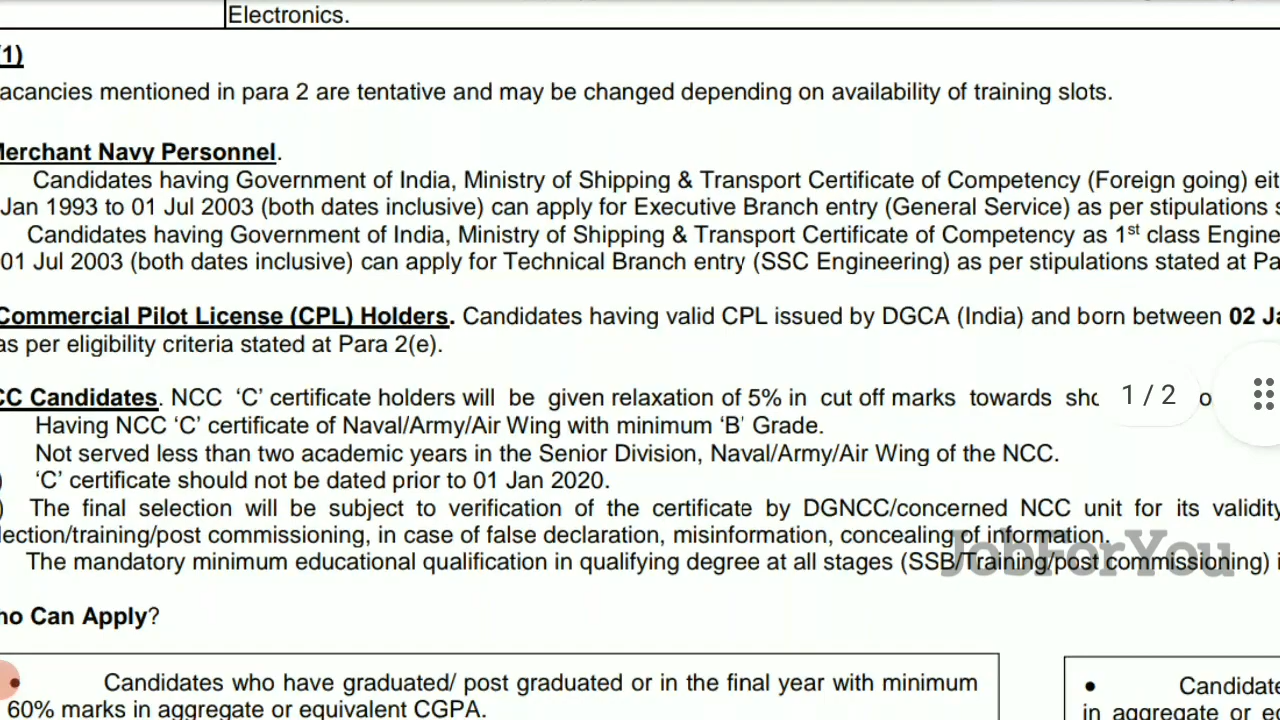 Electronics.
1)
acancies mentioned in para 2 are tentative and may be changed depending on availability of training slots.
Merchant Navy Personnel.
Candidates having Government of India, Ministry of Shipping & Transport Certificate of Competency (Foreign going) eit
Jan 1993 to 01 Jul 2003 (both dates inclusive) can apply for Executive Branch entry (General Service) as per stipulations s
Candidates having Government of India, Ministry of Shipping & Transport Certificate of Competency as 1st class Engine
01 Jul 2003 (both dates inclusive) can apply for Technical Branch entry (SSC Engineering) as per stipulations stated at Pa
Commercial Pilot License (CPL) Holders. Candidates having valid CPL issued by DGCA (India) and born between 02 Ja
as per eligibility criteria stated at Para 2(e).
CC Candidates. NCC ‘C’ certificate holders will be given relaxation of 5% in cut off marks towards sho
1 / 2
Having NCC ‘C’ certificate of Naval/Army/Air Wing with minimum ‘B’ Grade.
Not served less than two academic years in the Senior Division, Naval/Army/Air Wing of the NCC.
) ‘C’ certificate should not be dated prior to 01 Jan 2020.
) The final selection will be subject to verification of the certificate by DGNCC/concerned NCC unit for its validity
lection/training/post commissioning, in case of false declaration, misinformation, concealing of information.
JobForYou
The mandatory minimum educational qualification in qualifying degree at all stages (SSB/Training/post commissioning) i
ho Can Apply?
• Candidates who have graduated/ post graduated or in the final year with minimum
60% marks in aggregate or equivalent CGPA.
• Candidate
in aggregate or eq